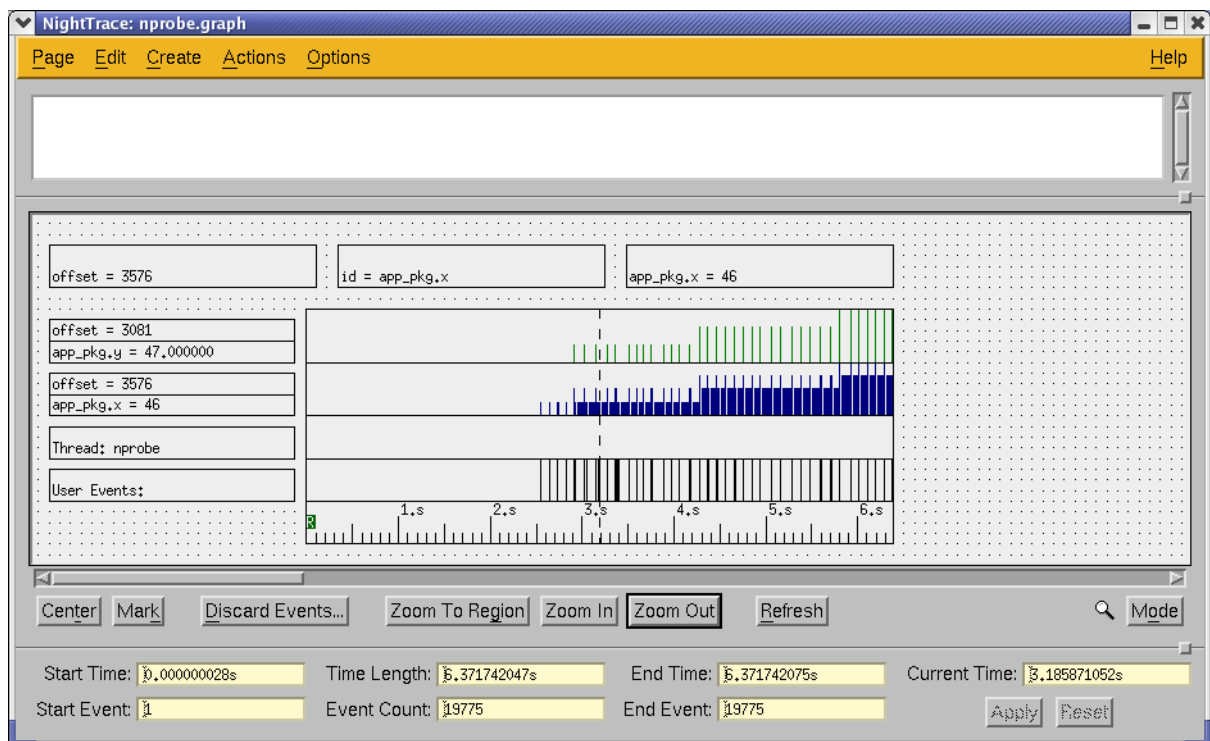 NightTrace: nprobe.graph
Page Edit Create Actions Options Help
offset = 3576
id = app_pkg.x
app_pkg.x = 46
offset = 3081
app_pkg.y = 47.000000
offset = 3576
app_pkg.x = 46
Thread: nprobe
User Events:
R
1.s 2.s 3.s 4.s 5.s 6.s
Center Mark Discard Events... Zoom To Region Zoom In Zoom Out Refresh Mode
Start Time: 0.000000028s Time Length: 6.371742047s End Time: 6.371742075s Current Time: 3.185871052s
Start Event: 1 Event Count: 19775 End Event: 19775 Apply Reset